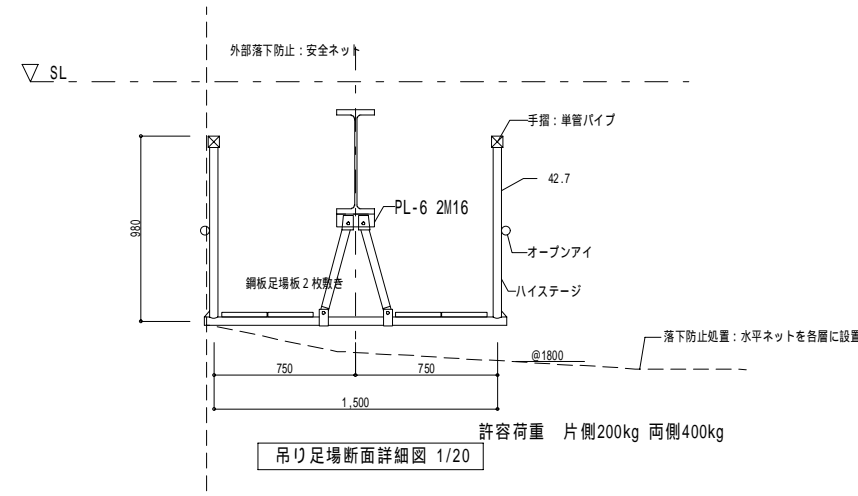 外部落下防止：安全ネット
SL
手摺：単管パイプ
42.7
PL-6 2M16
980
オープンアイ
鋼板足場板２枚敷き
ハイステージ
落下防止処置：水平ネットを各層に設置
@1800
750
750
1,500
許容荷重 片側200kg 両側400kg
吊り足場断面詳細図 1/20